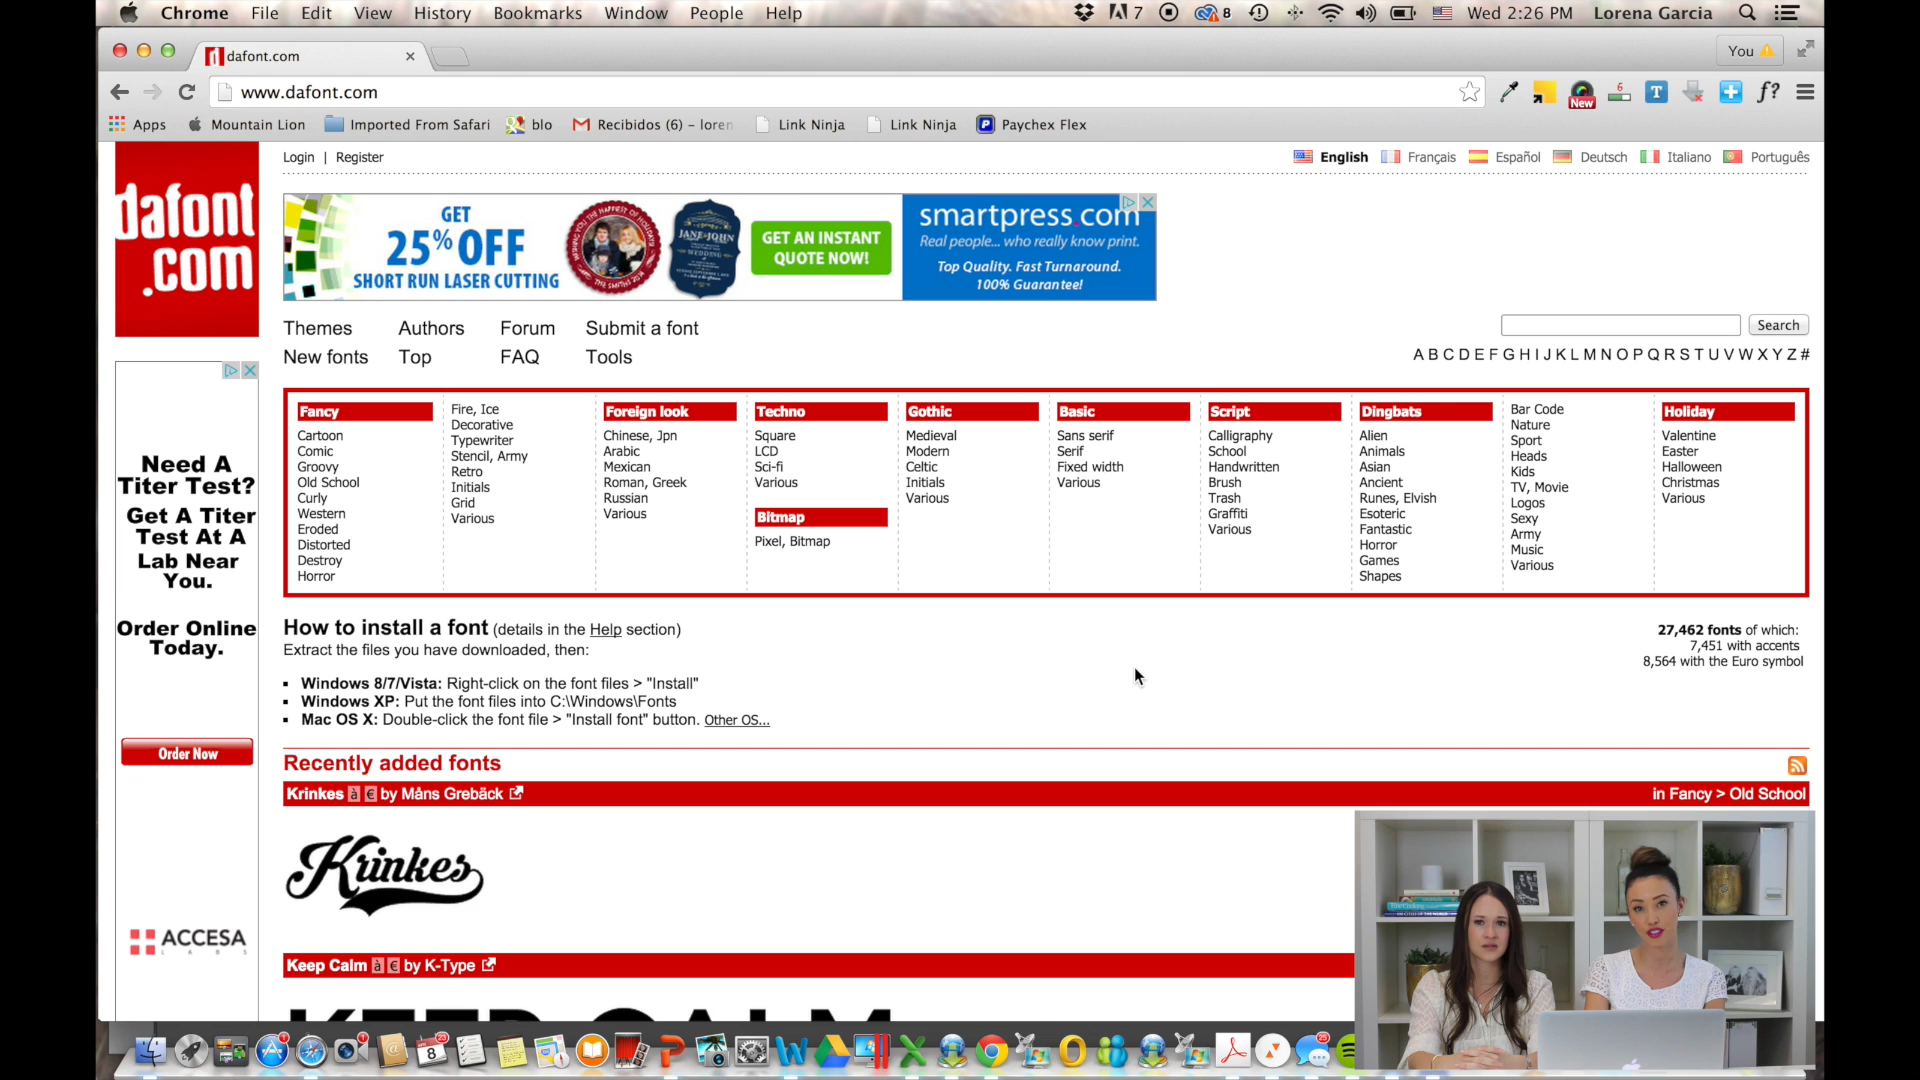 Chrome File Edit View History Bookmarks Window People Help 7 8 Wed 2:26 PM Lorena Garcia
dafont.com You
www.dafont.com 6 New T f?
Apps Mountain Lion Imported From Safari blo Recibidos (6) – loren Link Ninja Link Ninja Paychex Flex
dafont
.com
Login | Register English Français Español Deutsch Italiano Português
GET
25% OFF
SHORT RUN LASER CUTTING
JANE & JOHN
GET AN INSTANT
QUOTE NOW!
smartpress.com
Real people... who really know print.
Top Quality. Fast Turnaround.
100% Guarantee!
Themes Authors Forum Submit a font
New fonts Top FAQ Tools
Search
A B C D E F G H I J K L M N O P Q R S T U V W X Y Z #
Fancy
Cartoon
Comic
Groovy
Old School
Curly
Western
Eroded
Distorted
Destroy
Horror
Fire, Ice
Decorative
Typewriter
Stencil, Army
Retro
Initials
Grid
Various
Foreign look
Chinese, Jpn
Arabic
Mexican
Roman, Greek
Russian
Various
Techno
Square
LCD
Sci-fi
Various
Bitmap
Pixel, Bitmap
Gothic
Medieval
Modern
Celtic
Initials
Various
Basic
Sans serif
Serif
Fixed width
Various
Script
Calligraphy
School
Handwritten
Brush
Trash
Graffiti
Various
Dingbats
Alien
Animals
Asian
Ancient
Runes, Elvish
Esoteric
Fantastic
Horror
Games
Shapes
Bar Code
Nature
Sport
Heads
Kids
TV, Movie
Logos
Sexy
Army
Music
Various
Holiday
Valentine
Easter
Halloween
Christmas
Various
Need A
Titer Test?
Get A Titer
Test At A
Lab Near
You.
Order Online
Today.
Order Now
ACCESA
LABS
How to install a font (details in the Help section)
Extract the files you have downloaded, then:
Windows 8/7/Vista: Right-click on the font files > "Install"
Windows XP: Put the font files into C:\Windows\Fonts
Mac OS X: Double-click the font file > "Install font" button. Other OS...
27,462 fonts of which:
7,451 with accents
8,564 with the Euro symbol
Recently added fonts
Krinkes à € by Måns Grebäck in Fancy > Old School
Krinkes
Keep Calm à € by K-Type
KEEP CALM